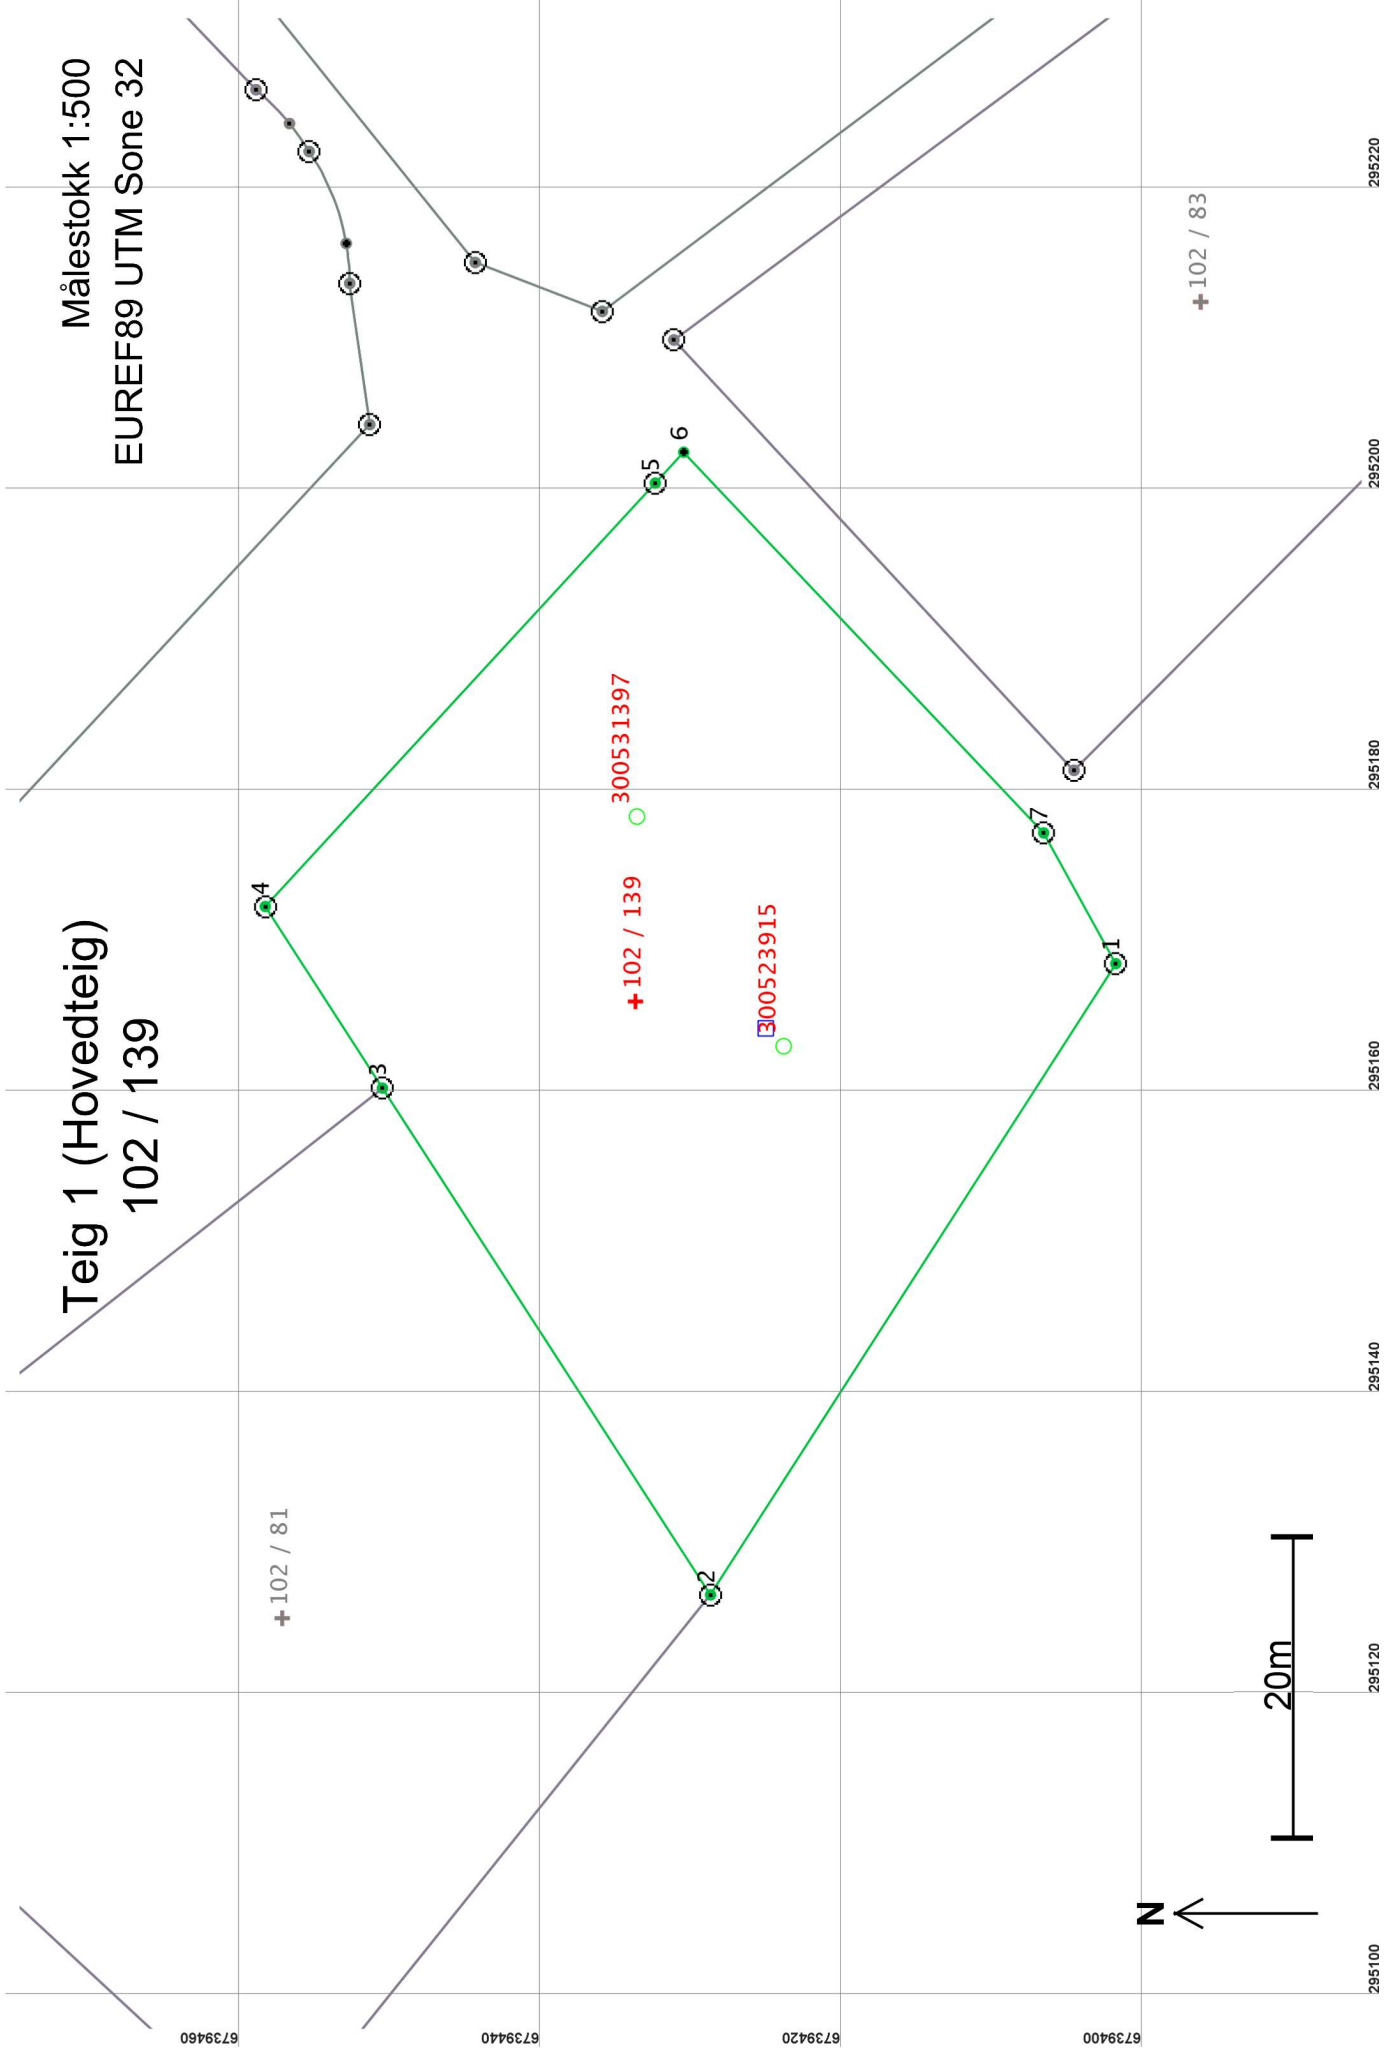 Teig 1 (Hovedteig)
102 / 139
Målestokk 1:500
EUREF89 UTM Sone 32
102 / 81
3
4
5
6
300531397
102 / 139
300523915
2
7
1
102 / 83
20m
N
6739460
6739440
6739420
6739400
295100
295120
295140
295160
295180
295200
295220